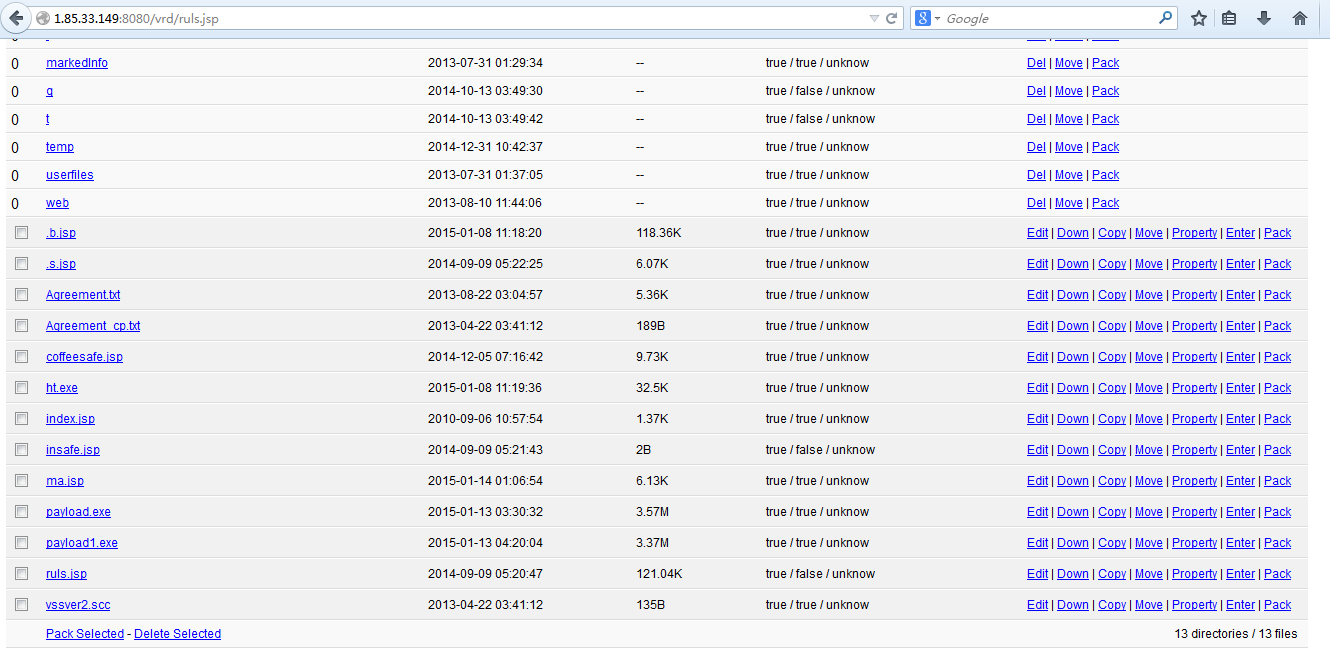 1.85.33.149:8080/vrd/ruls.jsp Google
0 markedInfo 2013-07-31 01:29:34 -- true / true / unknow Del | Move | Pack
0 q 2014-10-13 03:49:30 -- true / false / unknow Del | Move | Pack
0 t 2014-10-13 03:49:42 -- true / false / unknow Del | Move | Pack
0 temp 2014-12-31 10:42:37 -- true / true / unknow Del | Move | Pack
0 userfiles 2013-07-31 01:37:05 -- true / true / unknow Del | Move | Pack
0 web 2013-08-10 11:44:06 -- true / true / unknow Del | Move | Pack
.b.jsp 2015-01-08 11:18:20 118.36K true / true / unknow Edit | Down | Copy | Move | Property | Enter | Pack
.s.jsp 2014-09-09 05:22:25 6.07K true / true / unknow Edit | Down | Copy | Move | Property | Enter | Pack
Agreement.txt 2013-08-22 03:04:57 5.36K true / true / unknow Edit | Down | Copy | Move | Property | Enter | Pack
Agreement_cp.txt 2013-04-22 03:41:12 189B true / true / unknow Edit | Down | Copy | Move | Property | Enter | Pack
coffeesafe.jsp 2014-12-05 07:16:42 9.73K true / true / unknow Edit | Down | Copy | Move | Property | Enter | Pack
ht.exe 2015-01-08 11:19:36 32.5K true / true / unknow Edit | Down | Copy | Move | Property | Enter | Pack
index.jsp 2010-09-06 10:57:54 1.37K true / true / unknow Edit | Down | Copy | Move | Property | Enter | Pack
insafe.jsp 2014-09-09 05:21:43 2B true / false / unknow Edit | Down | Copy | Move | Property | Enter | Pack
ma.jsp 2015-01-14 01:06:54 6.13K true / true / unknow Edit | Down | Copy | Move | Property | Enter | Pack
payload.exe 2015-01-13 03:30:32 3.57M true / true / unknow Edit | Down | Copy | Move | Property | Enter | Pack
payload1.exe 2015-01-13 04:20:04 3.37M true / true / unknow Edit | Down | Copy | Move | Property | Enter | Pack
ruls.jsp 2014-09-09 05:20:47 121.04K true / false / unknow Edit | Down | Copy | Move | Property | Enter | Pack
vssver2.scc 2013-04-22 03:41:12 135B true / true / unknow Edit | Down | Copy | Move | Property | Enter | Pack
Pack Selected - Delete Selected 13 directories / 13 files